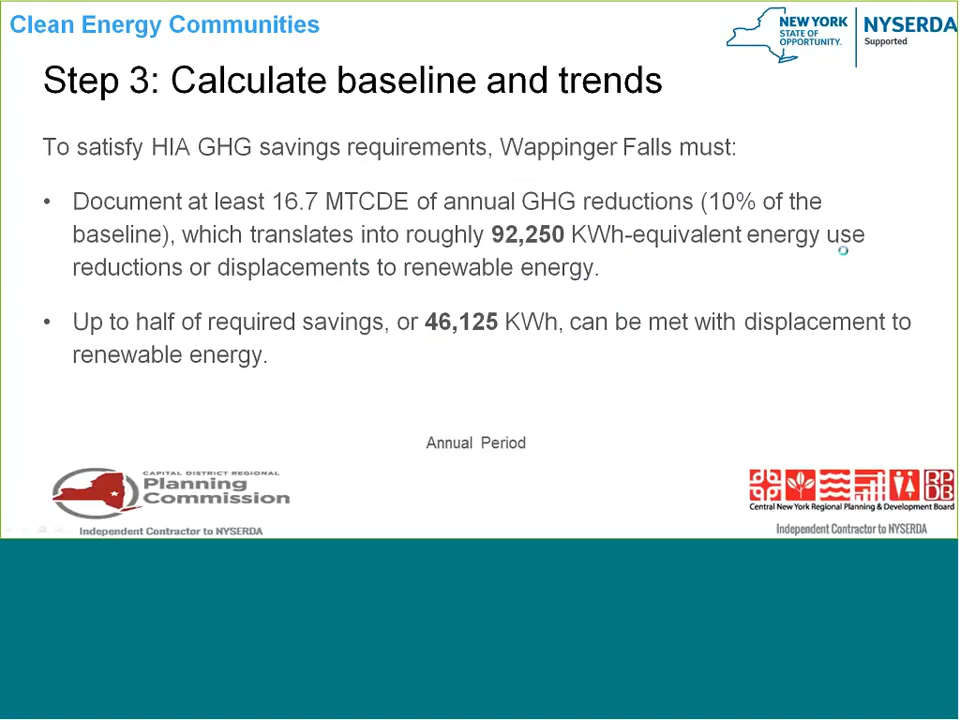 Clean Energy Communities
NEW YORK
STATE OF
OPPORTUNITY.
NYSERDA
Supported
Step 3: Calculate baseline and trends
To satisfy HIA GHG savings requirements, Wappinger Falls must:
• Document at least 16.7 MTCDE of annual GHG reductions (10% of the
baseline), which translates into roughly 92,250 KWh-equivalent energy use
reductions or displacements to renewable energy.
• Up to half of required savings, or 46,125 KWh, can be met with displacement to
renewable energy.
Annual Period
CAPITAL DISTRICT REGIONAL
Planning
Commission
Independent Contractor to NYSERDA
RP
DB
Central New York Regional Planning & Development Board
Independent Contractor to NYSERDA